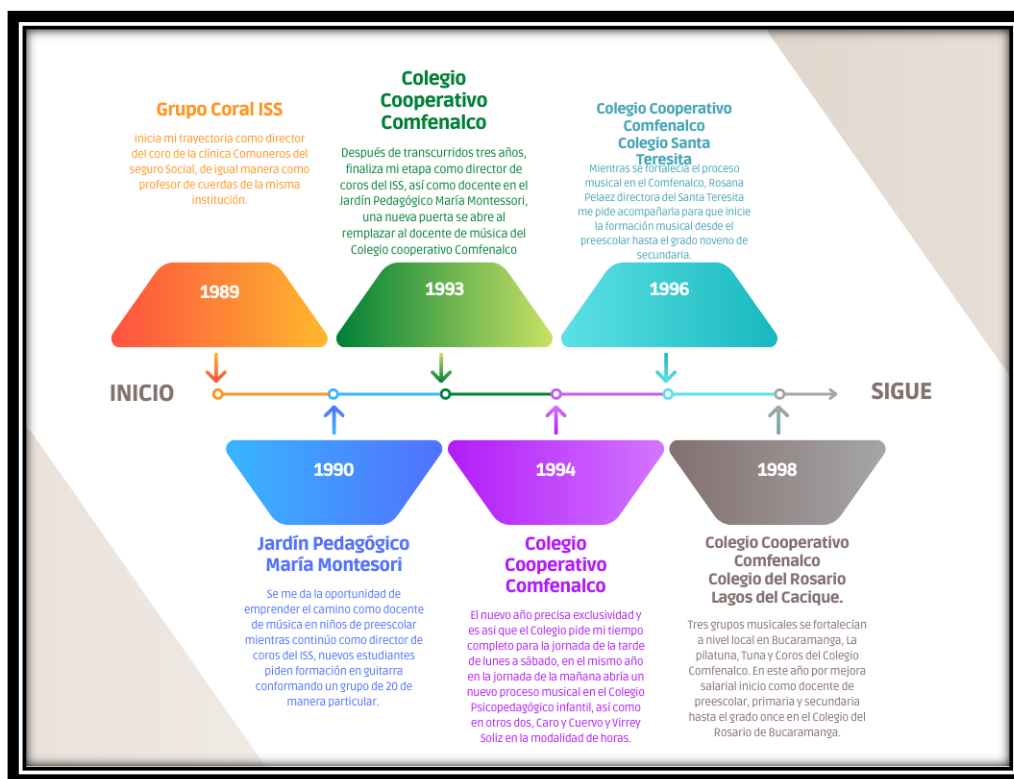 Grupo Coral ISS
inicia mi trayectoria como director
del coro de la clínica Comuneros del
seguro Social, de igual manera como
profesor de cuerdas de la misma
institución.
1989
Colegio
Cooperativo
Comfenalco
Después de transcurridos tres años,
finaliza mi etapa como director de
coros del ISS, así como docente en el
Jardín Pedagógico María Montessori,
una nueva puerta se abre al
remplazar al docente de música del
Colegio cooperativo Comfenalco
1993
Colegio Cooperativo
Comfenalco
Colegio Santa
Teresita
Mientras se fortalecía el proceso
musical en el Comfenalco, Rosana
Pelaez directora del Santa Teresita
me pide acompañarla para que inicie
la formación musical desde el
preescolar hasta el grado noveno de
secundaria.
1996
INICIO
SIGUE
1990
Jardín Pedagógico
María Montesori
Se me da la oportunidad de
emprender el camino como docente
de música en niños de preescolar
mientras continúo como director de
coros del ISS, nuevos estudiantes
piden formación en guitarra
conformando un grupo de 20 de
manera particular.
1994
Colegio
Cooperativo
Comfenalco
El nuevo año precisa exclusividad y
es asi que el Colegio pide mi tiempo
completo para la jornada de la tarde
de lunes a sábado, en el mismo año
en la jornada de la mañana abría un
nuevo proceso musical en el Colegio
Psicopedagógico infantil, así como
en otros dos, Caro y Cuervo y Virrey
Soliz en la modalidad de horas.
1998
Colegio Cooperativo
Comfenalco
Colegio del Rosario
Lagos del Cacique.
Tres grupos musicales se fortalecían
a nivel local en Bucaramanga, La
pilatuna, Tuna y Coros del Colegio
Comfenalco. En este año por mejora
salarial inicio como docente de
preescolar, primaria y secundaria
hasta el grado once en el Colegio del
Rosario de Bucaramanga.